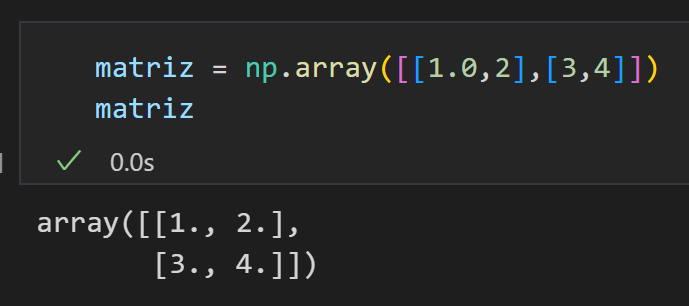 matriz = np.array([[1.0,2],[3,4]])
matriz
0.0s
array([[1., 2.],
       [3., 4.]])